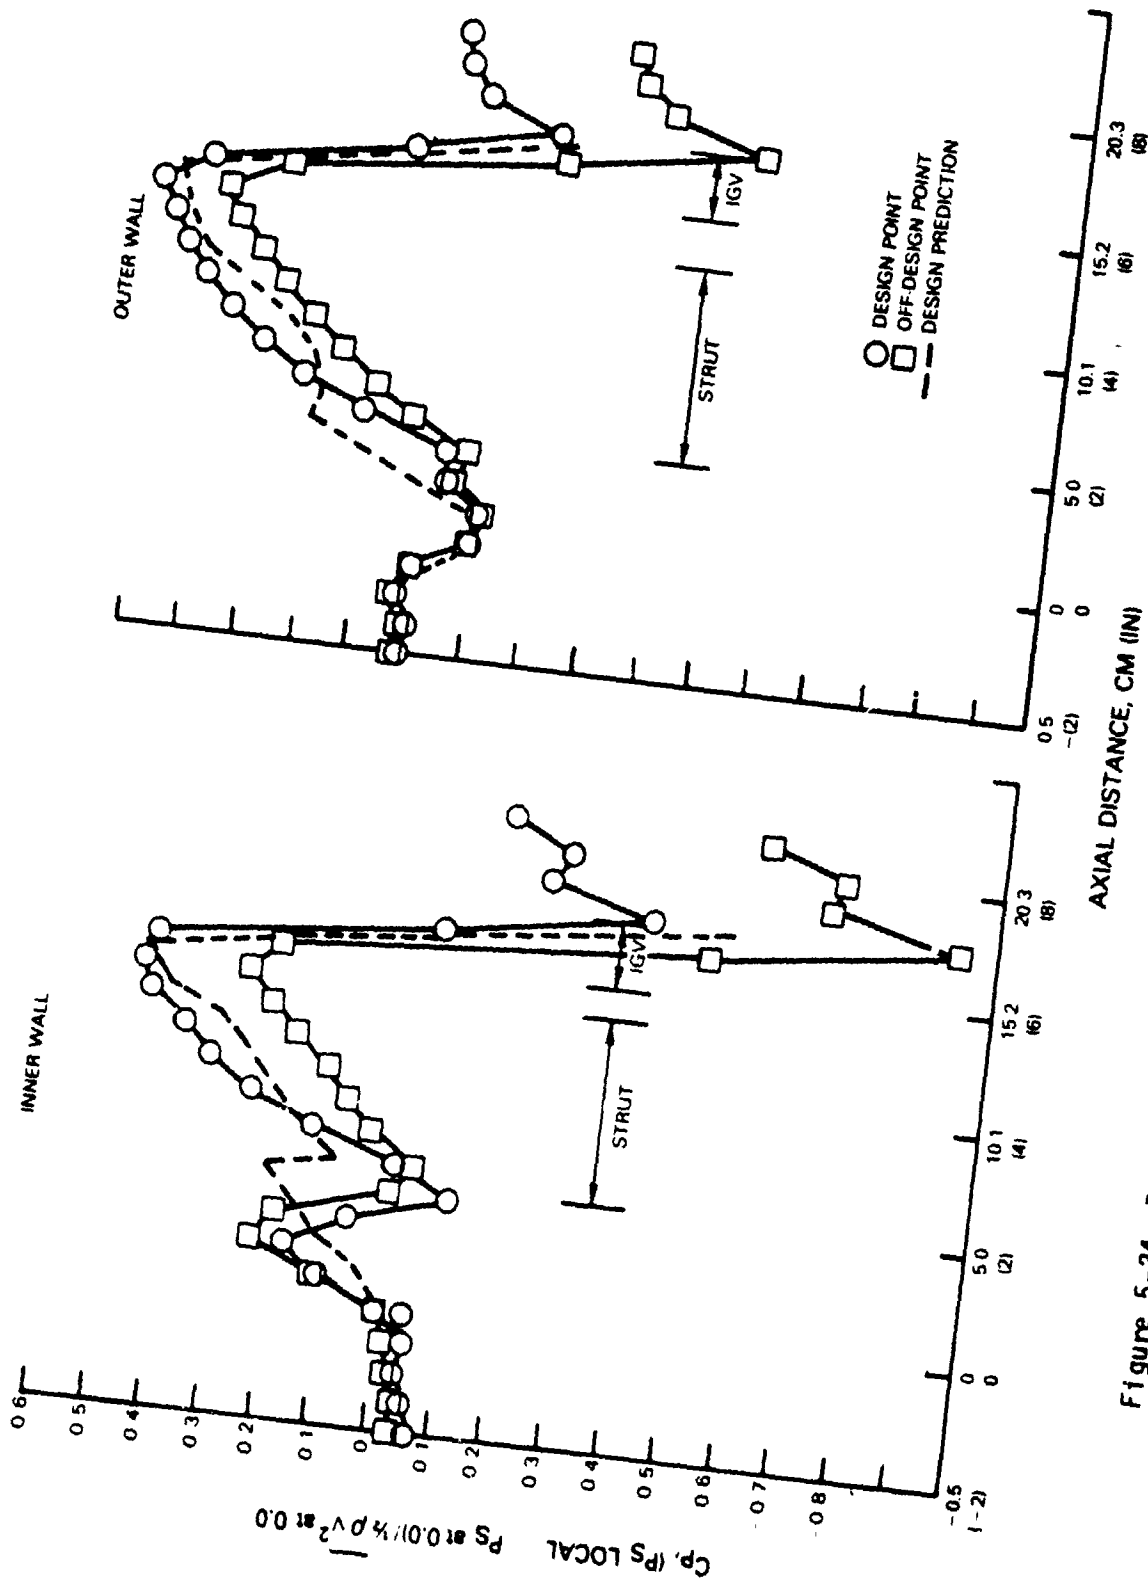 INNER WALL
0 6
0 5
0 4
0 3
0 2
0 1
0
0 1
0 2
0 3
0 4
0 5
0 6
- 0 7
- 0 8
Cp, (Ps LOCAL Ps at 0.0)/½ ρ v² at 0.0
STRUT
IGV
-0.5 0 5.0 10.1 15.2 20.3
(-2) 0 (2) (4) (6) (8)
OUTER WALL
STRUT
IGV
DESIGN POINT
OFF-DESIGN POINT
DESIGN PREDICTION
0 5 0 5 0 10.1 15.2 20.3
-(2) 0 (2) (4) (6) (8)
AXIAL DISTANCE, CM (IN)
Figure 5-24